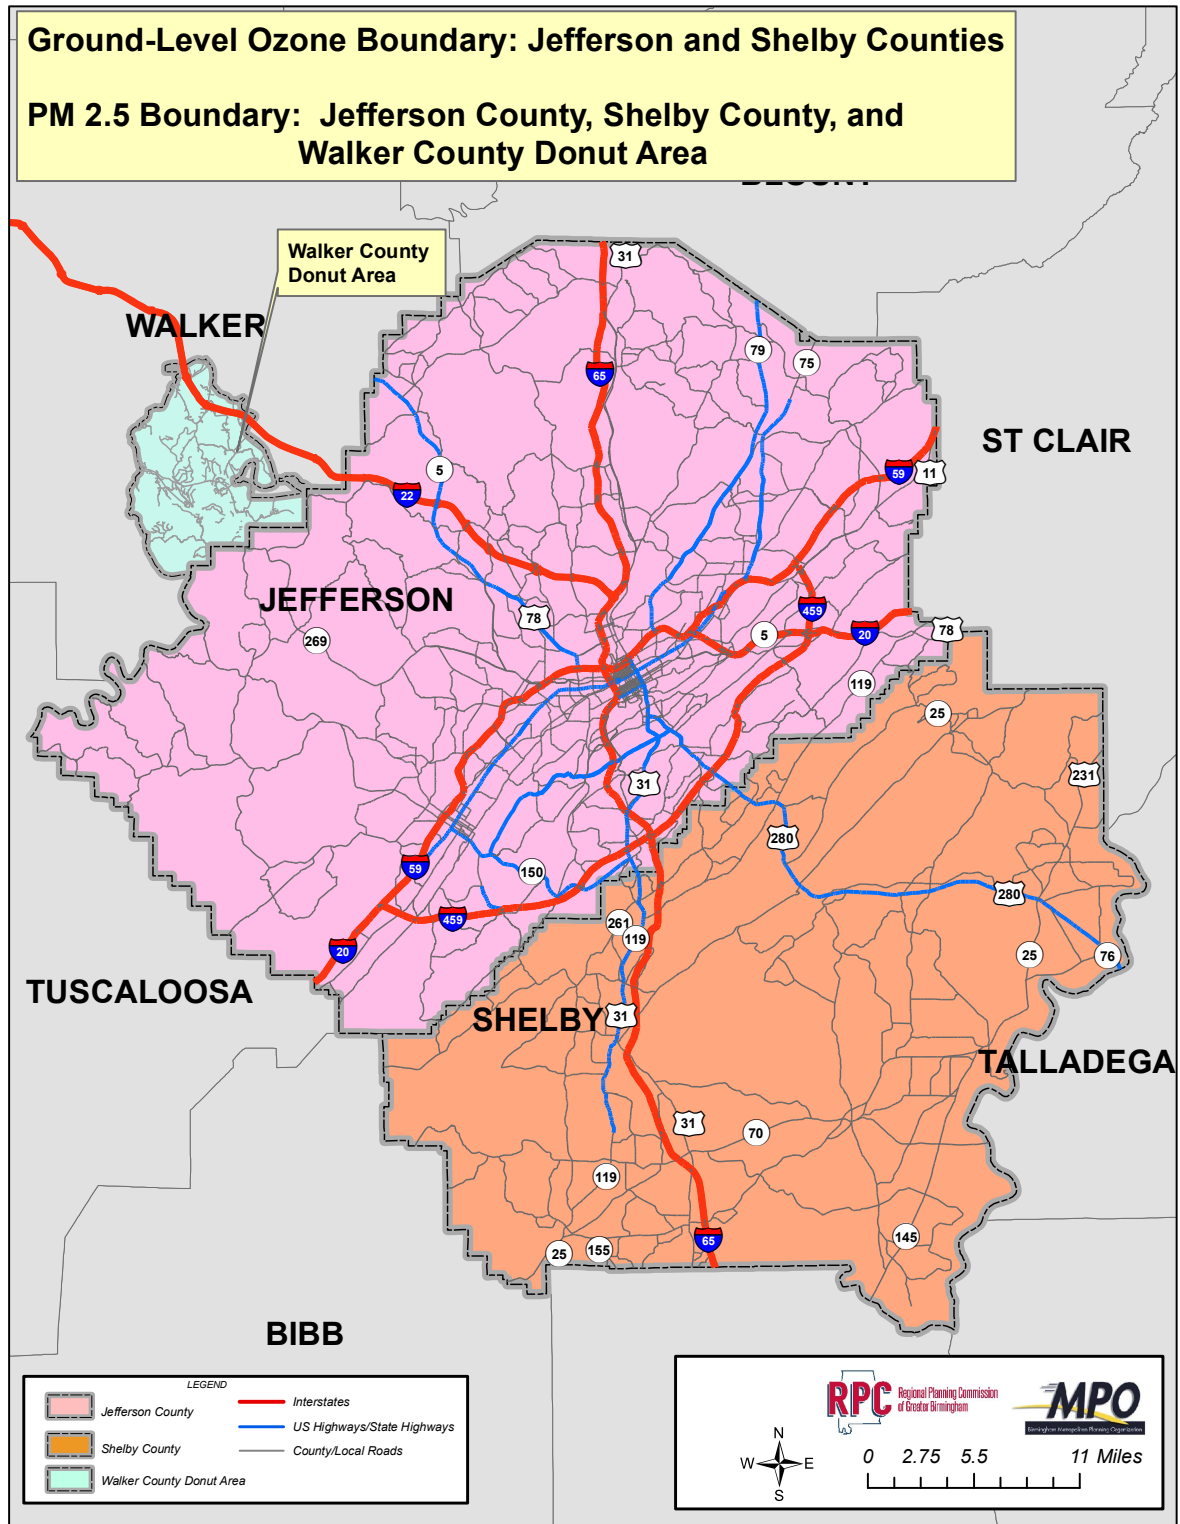 Ground-Level Ozone Boundary: Jefferson and Shelby Counties
PM 2.5 Boundary: Jefferson County, Shelby County, and
Walker County Donut Area
BLOUNT
Walker County
Donut Area
WALKER
31
79
75
65
ST CLAIR
5
59
11
22
JEFFERSON
459
78
5
20
78
269
119
25
231
31
280
59
150
280
459
261
119
20
25
76
TUSCALOOSA
SHELBY
31
TALLADEGA
31
70
119
145
65
25
155
BIBB
LEGEND
Jefferson County
Shelby County
Walker County Donut Area
Interstates
US Highways/State Highways
County/Local Roads
RPC
Regional Planning Commission
of Greater Birmingham
MPO
Birmingham Metropolitan Planning Organization
N
W
E
S
0 2.75 5.5 11 Miles